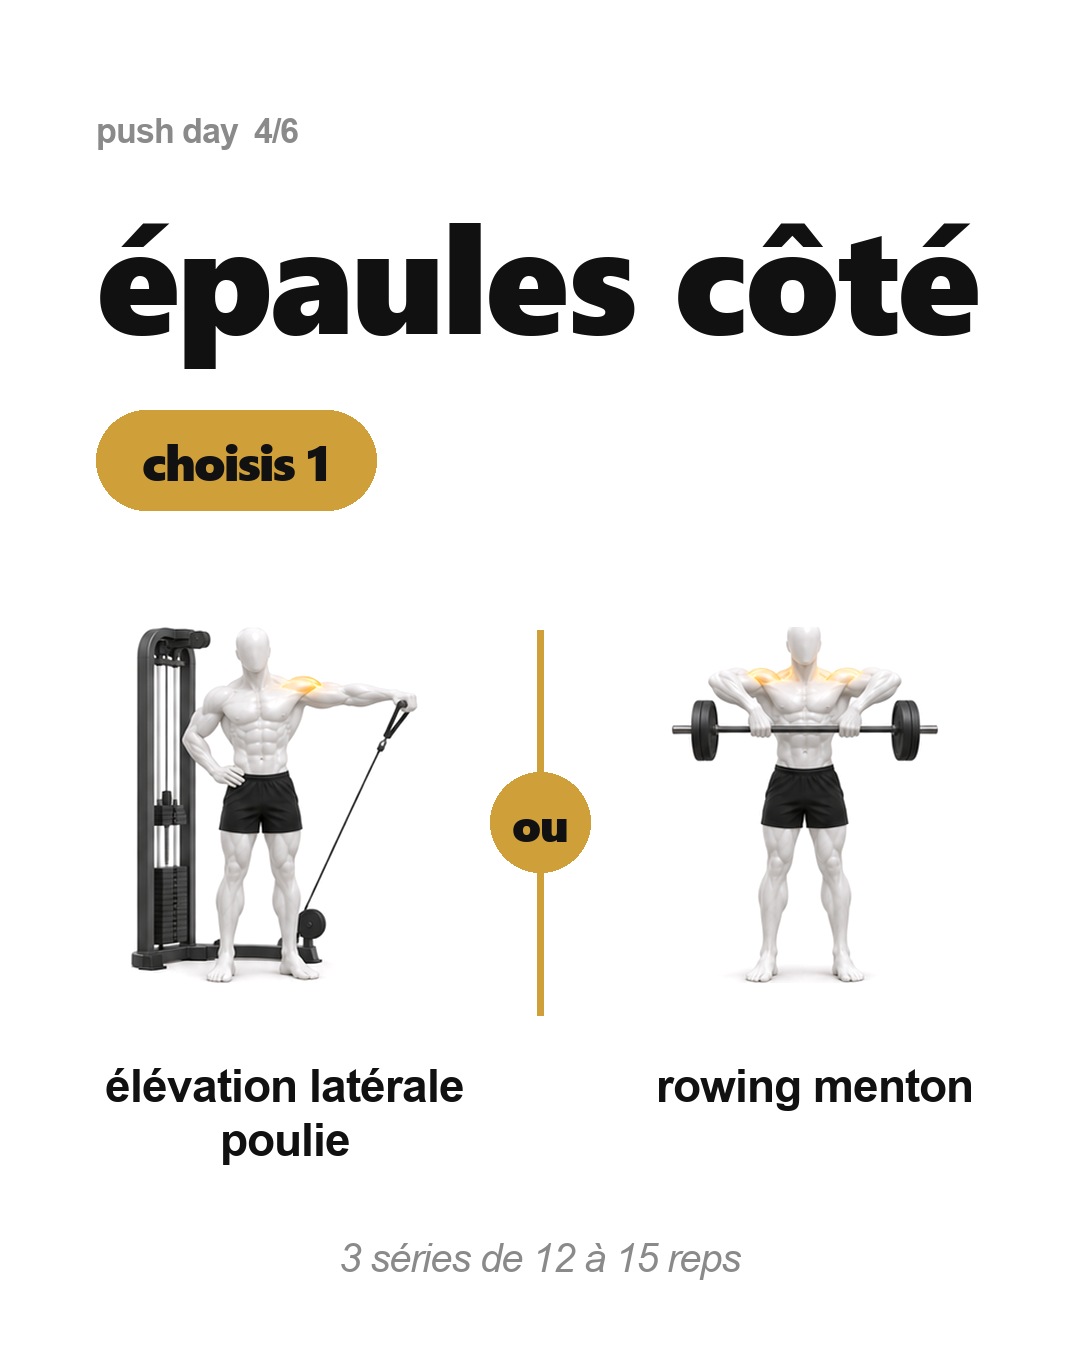 push day 4/6
épaules côté
choisis 1
ou
élévation latérale
poulie
rowing menton
3 séries de 12 à 15 reps